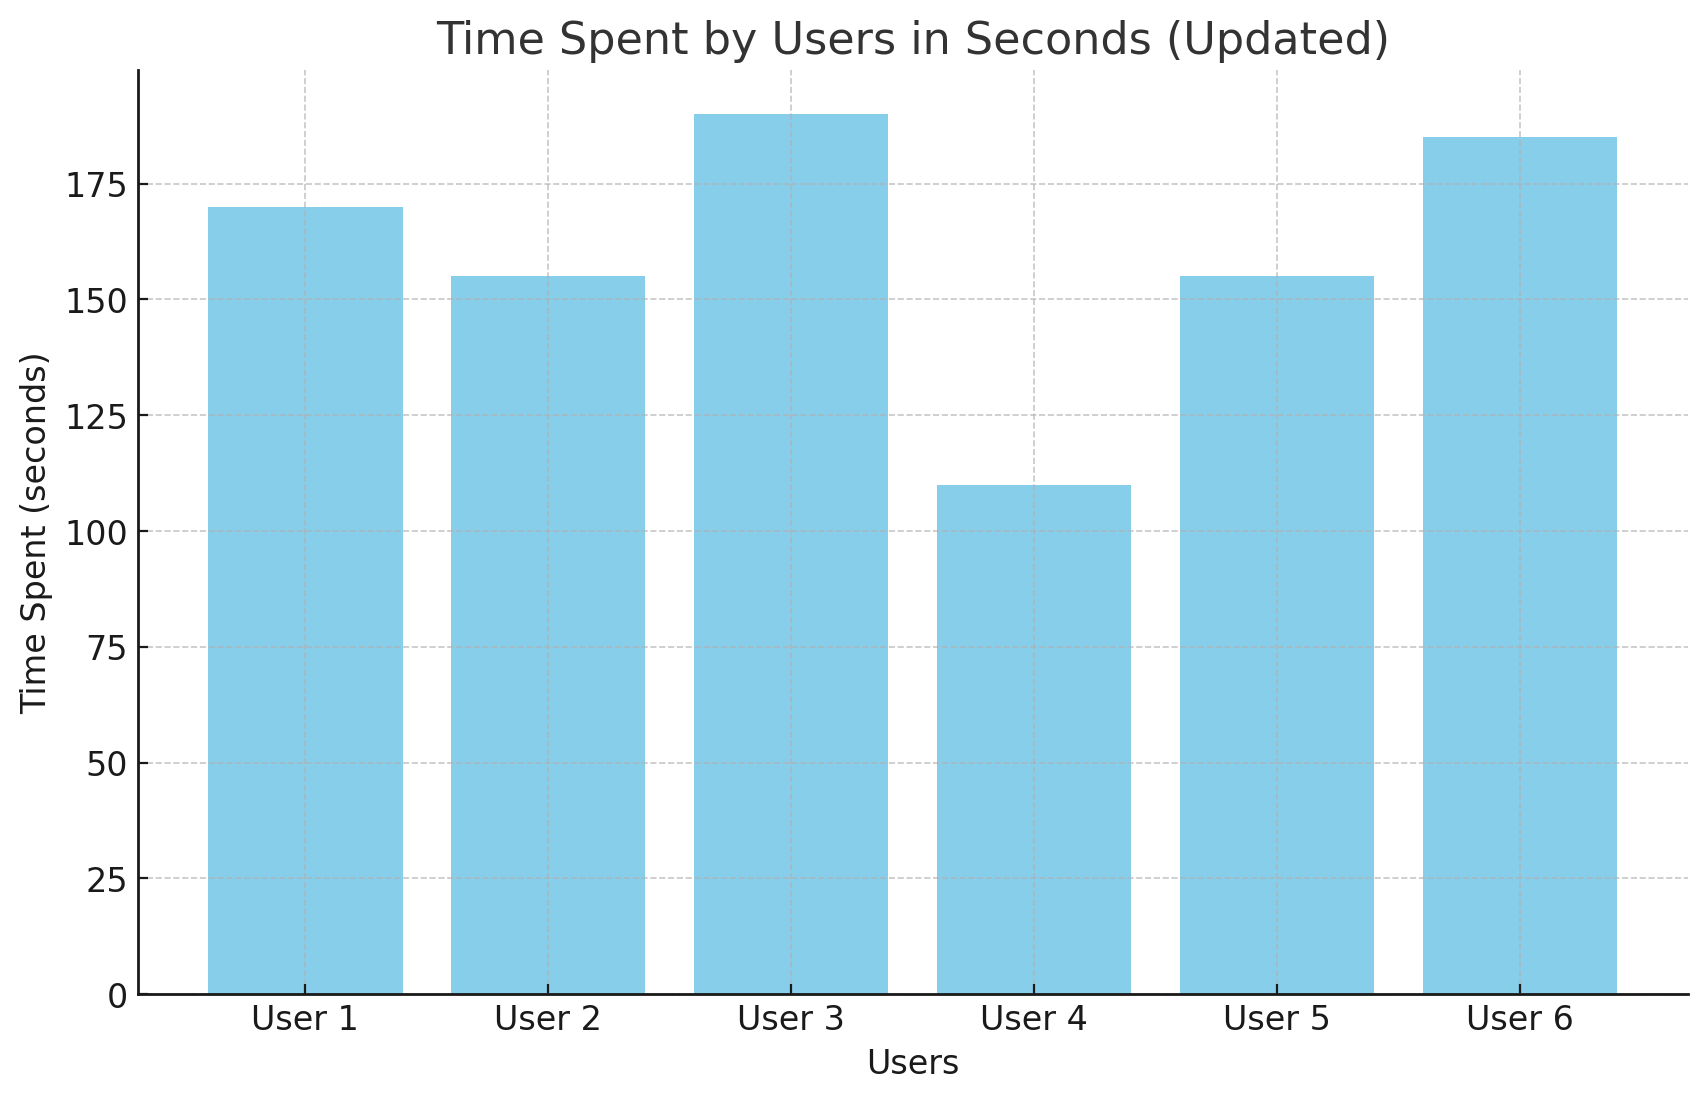 Time Spent by Users in Seconds (Updated)
Time Spent (seconds)
175
150
125
100
75
50
25
0
User 1 User 2 User 3 User 4 User 5 User 6
Users